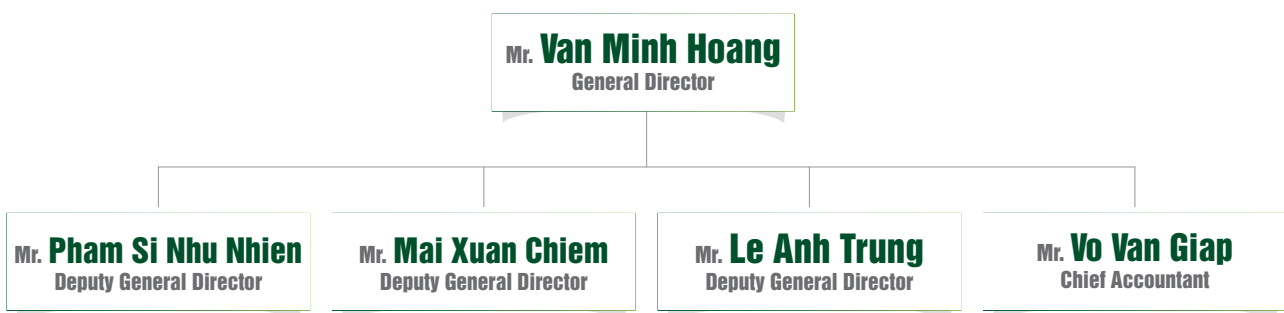 Mr. Van Minh Hoang
General Director
Mr. Pham Si Nhu Nhien
Deputy General Director
Mr. Mai Xuan Chiem
Deputy General Director
Mr. Le Anh Trung
Deputy General Director
Mr. Vo Van Giap
Chief Accountant